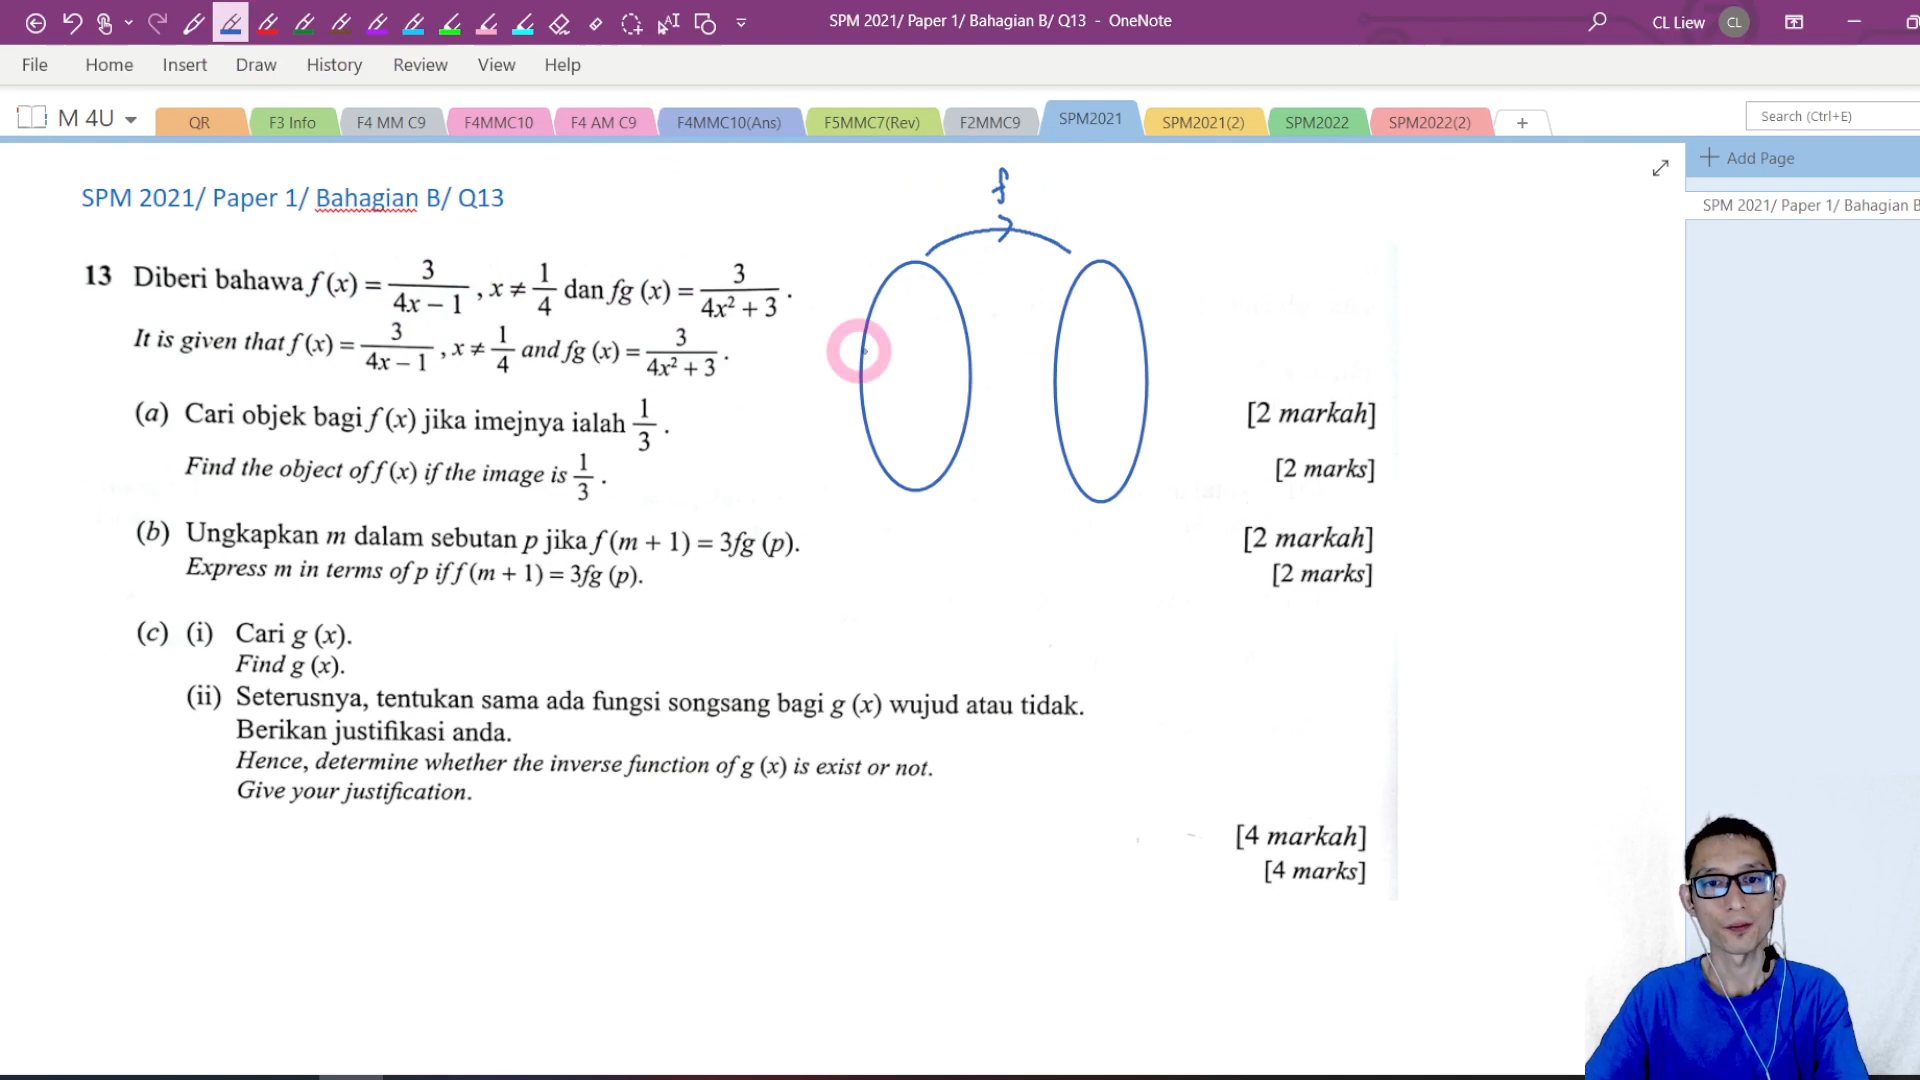 SPM 2021/ Paper 1/ Bahagian B/ Q13 - OneNote
CL Liew
CL
File Home Insert Draw History Review View Help
M 4U
QR F3 Info F4 MM C9 F4MMC10 F4 AM C9 F4MMC10(Ans) F5MMC7(Rev) F2MMC9 SPM2021 SPM2021(2) SPM2022 SPM2022(2) +
Search (Ctrl+E)
Add Page
SPM 2021/ Paper 1/ Bahagian B
SPM 2021/ Paper 1/ Bahagian B/ Q13
f
13 Diberi bahawa f (x) = 3/(4x – 1) , x ≠ 1/4 dan fg (x) = 3/(4x² + 3) .
It is given that f (x) = 3/(4x – 1) , x ≠ 1/4 and fg (x) = 3/(4x² + 3) .
(a) Cari objek bagi f (x) jika imejnya ialah 1/3 . [2 markah]
Find the object of f (x) if the image is 1/3 . [2 marks]
(b) Ungkapkan m dalam sebutan p jika f (m + 1) = 3fg (p). [2 markah]
Express m in terms of p if f (m + 1) = 3fg (p). [2 marks]
(c) (i) Cari g (x).
Find g (x).
(ii) Seterusnya, tentukan sama ada fungsi songsang bagi g (x) wujud atau tidak.
Berikan justifikasi anda.
Hence, determine whether the inverse function of g (x) is exist or not.
Give your justification.
[4 markah]
[4 marks]